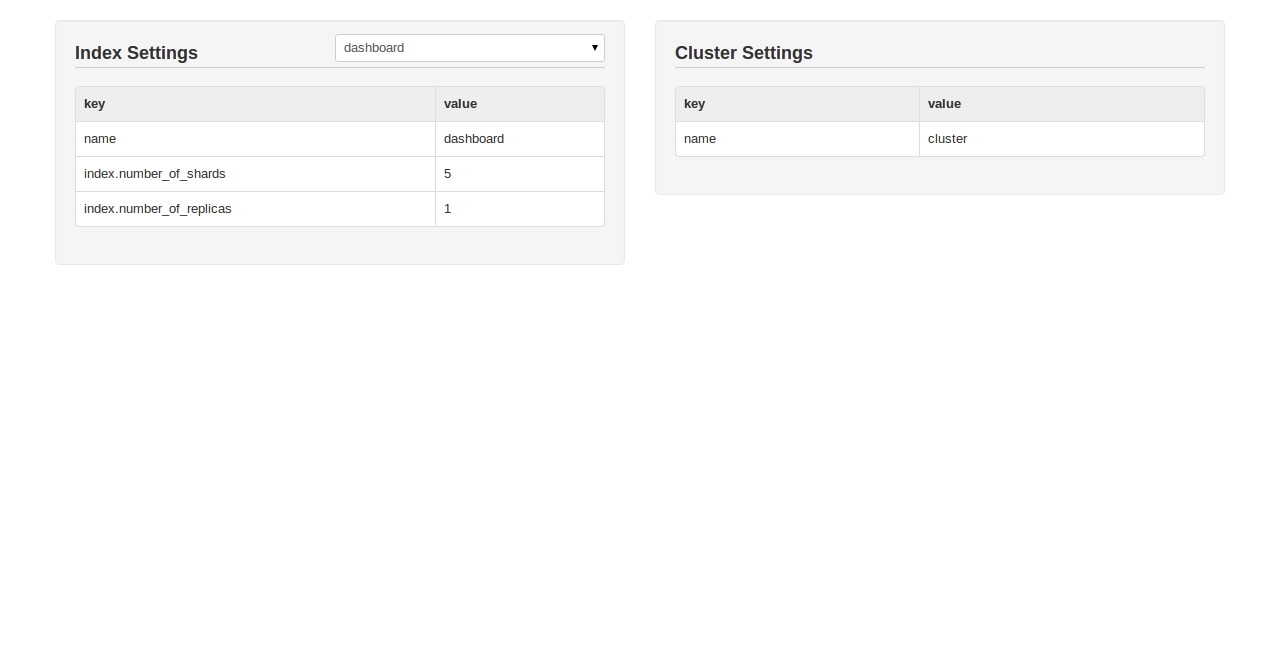 Index Settings
dashboard
key value
name dashboard
index.number_of_shards 5
index.number_of_replicas 1
Cluster Settings
key value
name cluster